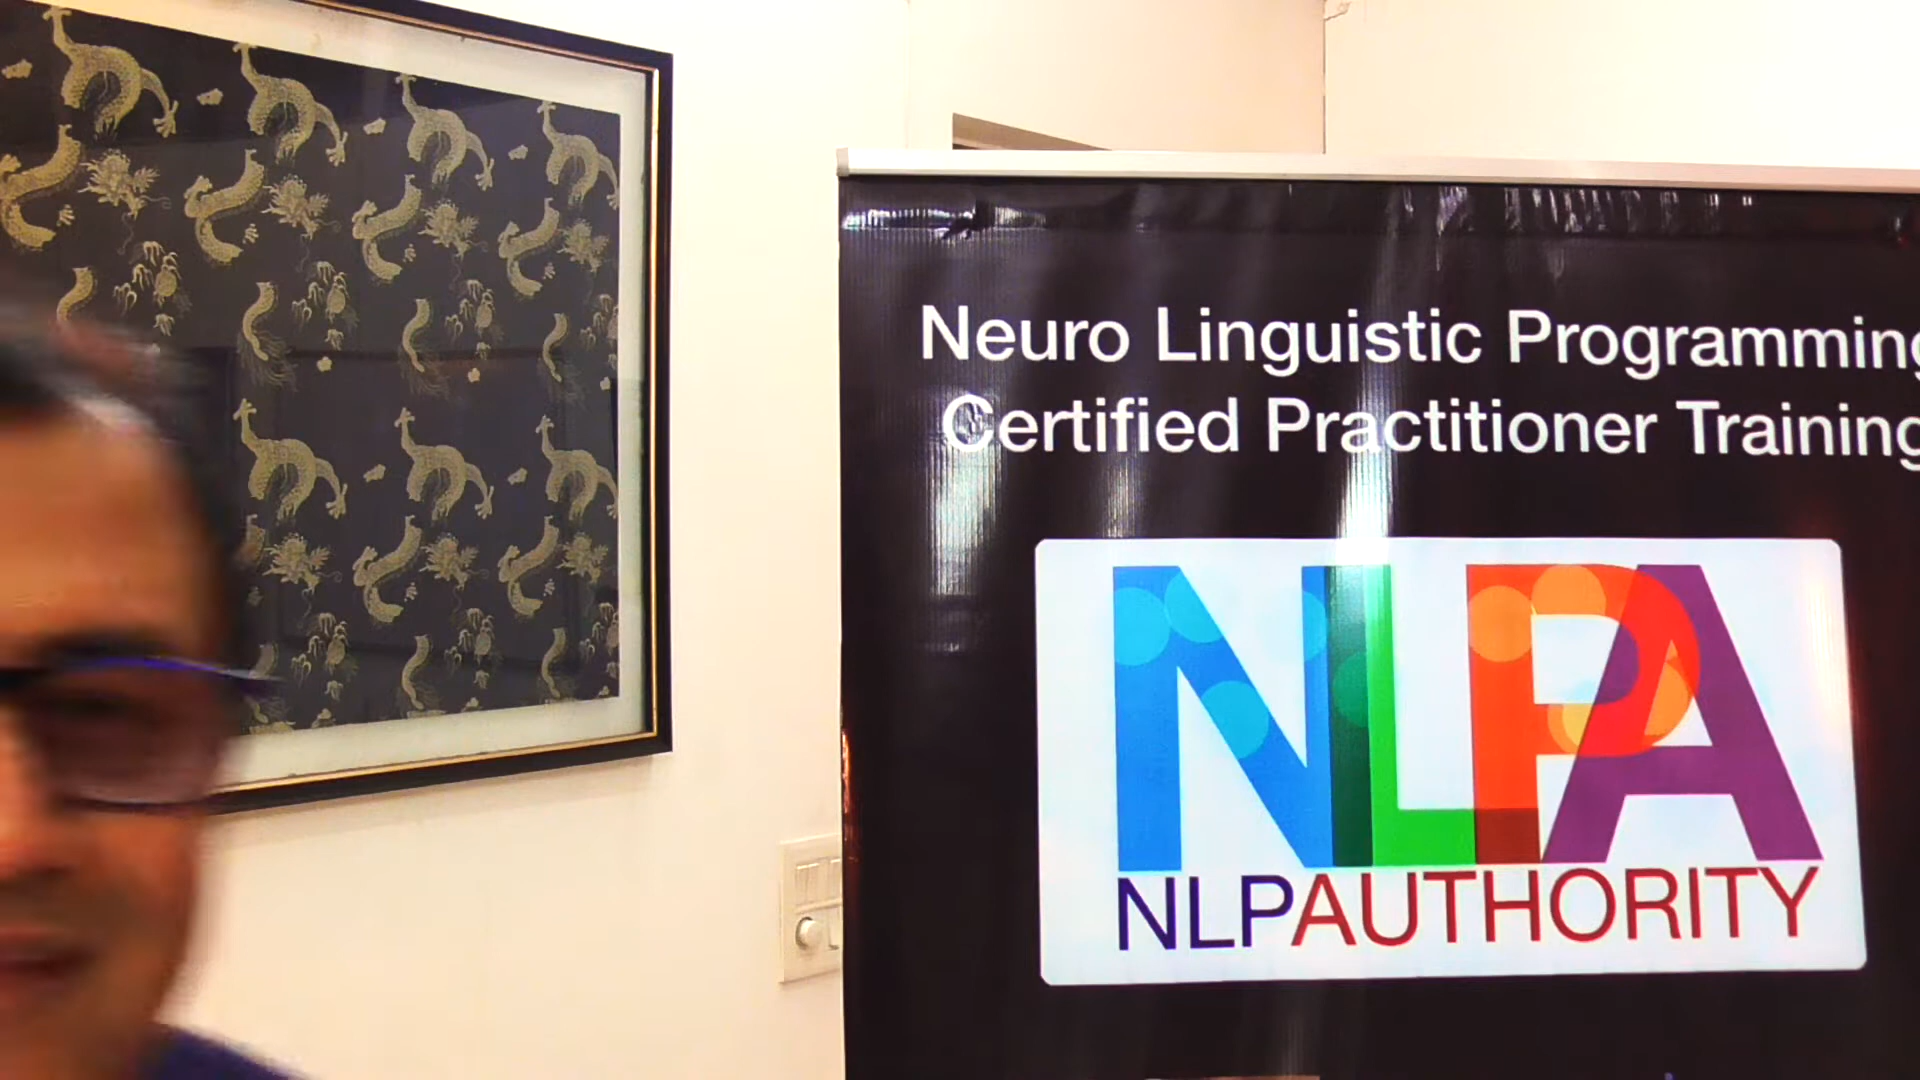 Neuro Linguistic Programming
Certified Practitioner Training
NLPA
NLPAUTHORITY